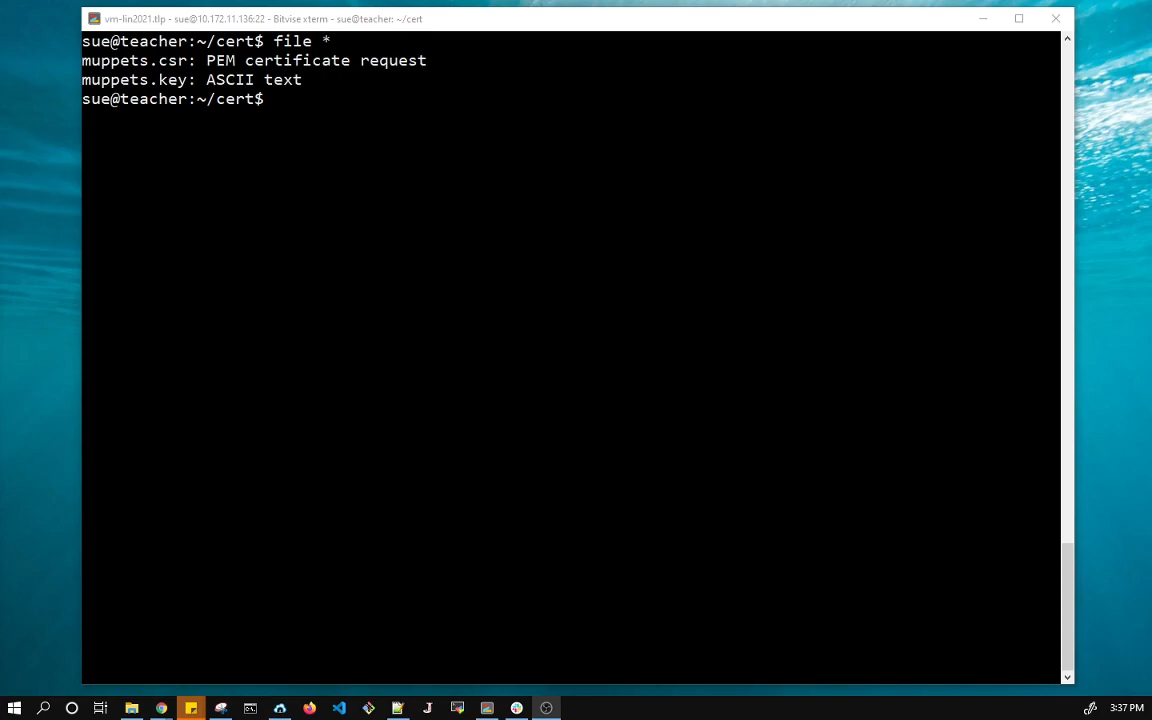 vm-lin2021.tlp - sue@10.172.11.136:22 - Bitvise xterm - sue@teacher: ~/cert
sue@teacher:~/cert$ file *
muppets.csr: PEM certificate request
muppets.key: ASCII text
sue@teacher:~/cert$
J
3:37 PM